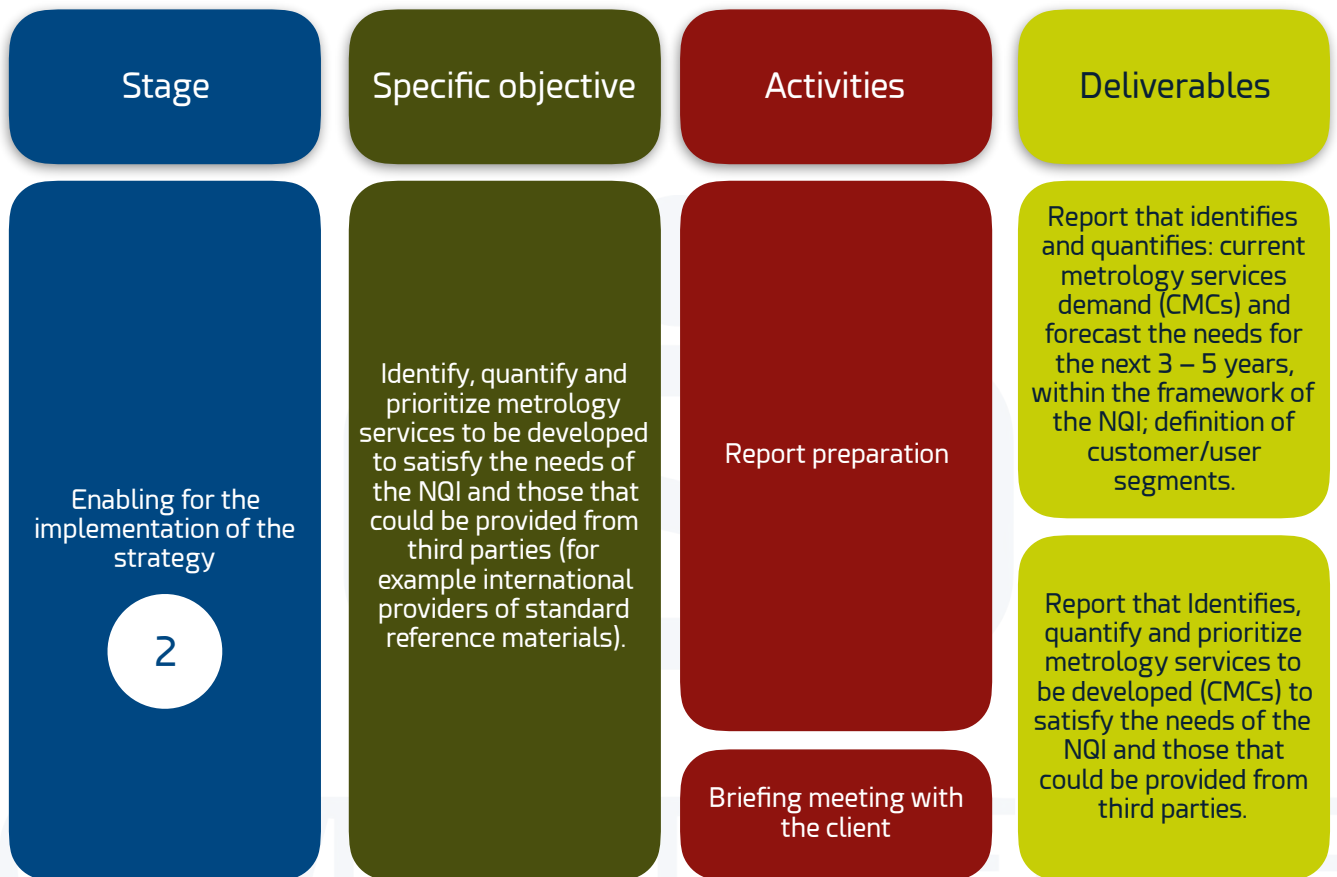 Stage
Specific objective
Activities
Deliverables
Enabling for the
implementation of the
strategy
2
Identify, quantify and
prioritize metrology
services to be developed
to satisfy the needs of
the NQI and those that
could be provided from
third parties (for
example international
providers of standard
reference materials).
Report preparation
Briefing meeting with
the client
Report that identifies
and quantifies: current
metrology services
demand (CMCs) and
forecast the needs for
the next 3 – 5 years,
within the framework of
the NQI; definition of
customer/user
segments.
Report that Identifies,
quantify and prioritize
metrology services to
be developed (CMCs) to
satisfy the needs of the
NQI and those that
could be provided from
third parties.